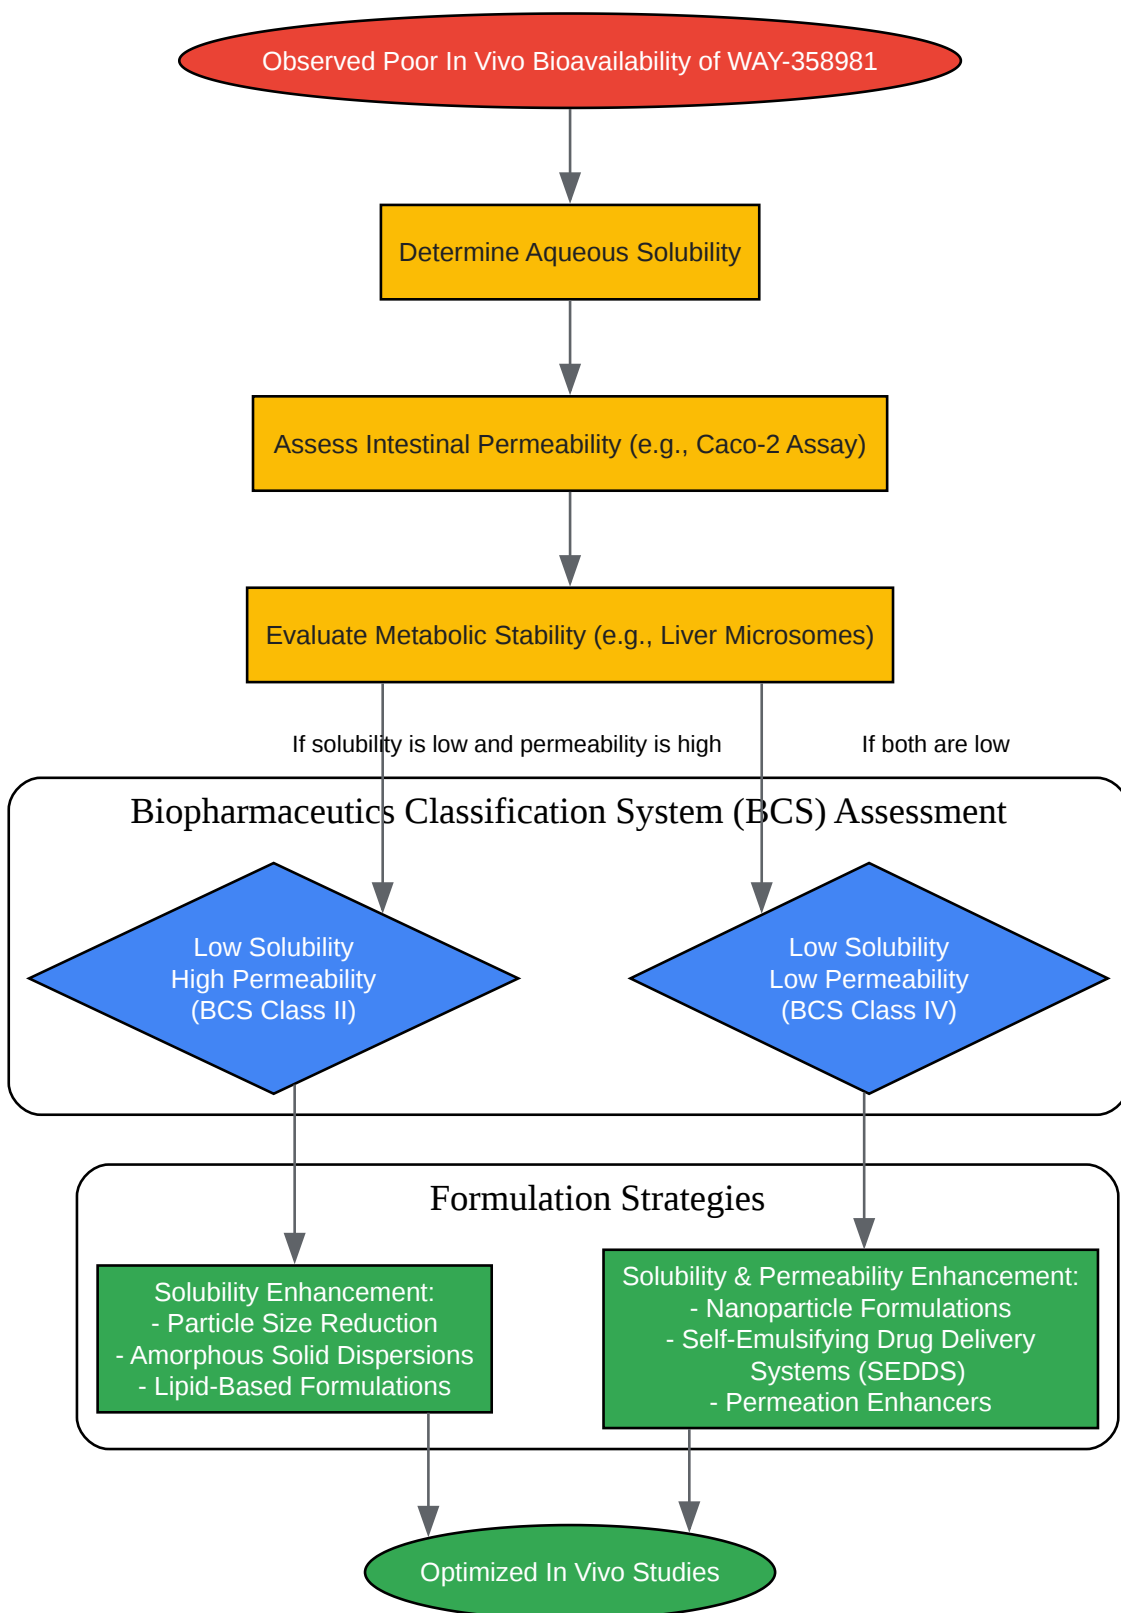 Observed Poor In Vivo Bioavailability of WAY-358981
Determine Aqueous Solubility
Assess Intestinal Permeability (e.g., Caco-2 Assay)
Evaluate Metabolic Stability (e.g., Liver Microsomes)
If solubility is low and permeability is high
If both are low
Biopharmaceutics Classification System (BCS) Assessment
Low Solubility
High Permeability
(BCS Class II)
Low Solubility
Low Permeability
(BCS Class IV)
Formulation Strategies
Solubility Enhancement:
- Particle Size Reduction
- Amorphous Solid Dispersions
- Lipid-Based Formulations
Solubility & Permeability Enhancement:
- Nanoparticle Formulations
- Self-Emulsifying Drug Delivery
Systems (SEDDS)
- Permeation Enhancers
Optimized In Vivo Studies